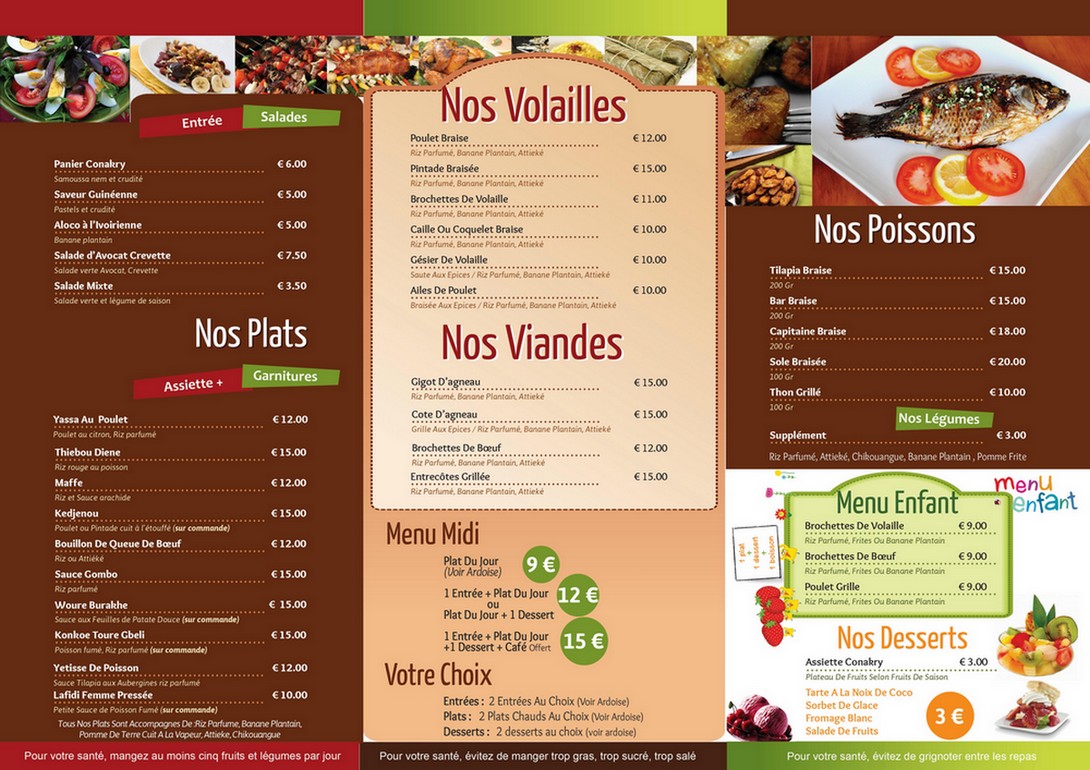 Entrée
Salades
Panier Conakry € 6.00
Samoussa nem et crudité
Saveur Guinéenne € 5.00
Pastels et crudité
Aloco à l'Ivoirienne € 5.00
Banane plantain
Salade d'Avocat Crevette € 7.50
Salade verte Avocat, Crevette
Salade Mixte € 3.50
Salade verte et légume de saison
Nos Plats
Assiette +
Garnitures
Yassa Au Poulet € 12.00
Poulet au citron, Riz parfumé
Thiebou Diene € 15.00
Riz rouge au poisson
Maffe € 12.00
Riz et Sauce arachide
Kedjenou € 15.00
Poulet ou Pintade cuit à l'étouffé (sur commande)
Bouillon De Queue De Bœuf € 12.00
Riz ou Attiéké
Sauce Gombo € 15.00
Riz parfumé
Woure Burakhe € 15.00
Sauce aux Feuilles de Patate Douce (sur commande)
Konkoe Toure Gbeli € 15.00
Poisson fumé, Riz parfumé (sur commande)
Yetisse De Poisson € 12.00
Sauce Tilapia aux Aubergines riz parfumé
Lafidi Femme Pressée € 10.00
Petite Sauce de Poisson Fumé (sur commande)
Tous Nos Plats Sont Accompagnes De :Riz Parfume, Banane Plantain,
Pomme De Terre Cuit A La Vapeur, Attieke, Chikouangue
Pour votre santé, mangez au moins cinq fruits et légumes par jour
Nos Volailles
Poulet Braise € 12.00
Riz Parfumé, Banane Plantain, Attieké
Pintade Braisée € 15.00
Riz Parfumé, Banane Plantain, Attieké
Brochettes De Volaille € 11.00
Riz Parfumé, Banane Plantain, Attieké
Caille Ou Coquelet Braise € 10.00
Riz Parfumé, Banane Plantain, Attieké
Gésier De Volaille € 10.00
Saute Aux Epices / Riz Parfumé, Banane Plantain, Attieké
Ailes De Poulet € 10.00
Braisée Aux Epices / Riz Parfumé, Banane Plantain, Attieké
Nos Viandes
Gigot D'agneau € 15.00
Riz Parfumé, Banane Plantain, Attieké
Cote D'agneau € 15.00
Grille Aux Epices / Riz Parfumé, Banane Plantain, Attieké
Brochettes De Bœuf € 12.00
Riz Parfumé, Banane Plantain, Attieké
Entrecôtes Grillée € 15.00
Riz Parfumé, Banane Plantain, Attieké
Menu Midi
Plat Du Jour
(Voir Ardoise)
9 €
1 Entrée + Plat Du Jour
ou
Plat Du Jour + 1 Dessert
12 €
1 Entrée + Plat Du Jour
+1 Dessert + Café Offert
15 €
Votre Choix
Entrées : 2 Entrées Au Choix (Voir Ardoise)
Plats : 2 Plats Chauds Au Choix (Voir Ardoise)
Desserts : 2 desserts au choix (voir ardoise)
Pour votre santé, évitez de manger trop gras, trop sucré, trop salé
Nos Poissons
Tilapia Braise € 15.00
200 Gr
Bar Braise € 15.00
200 Gr
Capitaine Braise € 18.00
200 Gr
Sole Braisée € 20.00
100 Gr
Thon Grillé € 10.00
100 Gr
Nos Légumes
Supplément € 3.00
Riz Parfumé, Attieké, Chikouangue, Banane Plantain , Pomme Frite
menu
enfant
Menu Enfant
1 plat
+
1 dessert
+
1 boisson
Brochettes De Volaille € 9.00
Riz Parfumé, Frites Ou Banane Plantain
Brochettes De Bœuf € 9.00
Riz Parfumé, Frites Ou Banane Plantain
Poulet Grille € 9.00
Riz Parfumé, Frites Ou Banane Plantain
Nos Desserts
Assiette Conakry € 3.00
Plateau De Fruits Selon Fruits De Saison
Tarte A La Noix De Coco
Sorbet De Glace
Fromage Blanc
Salade De Fruits
3 €
Pour votre santé, évitez de grignoter entre les repas